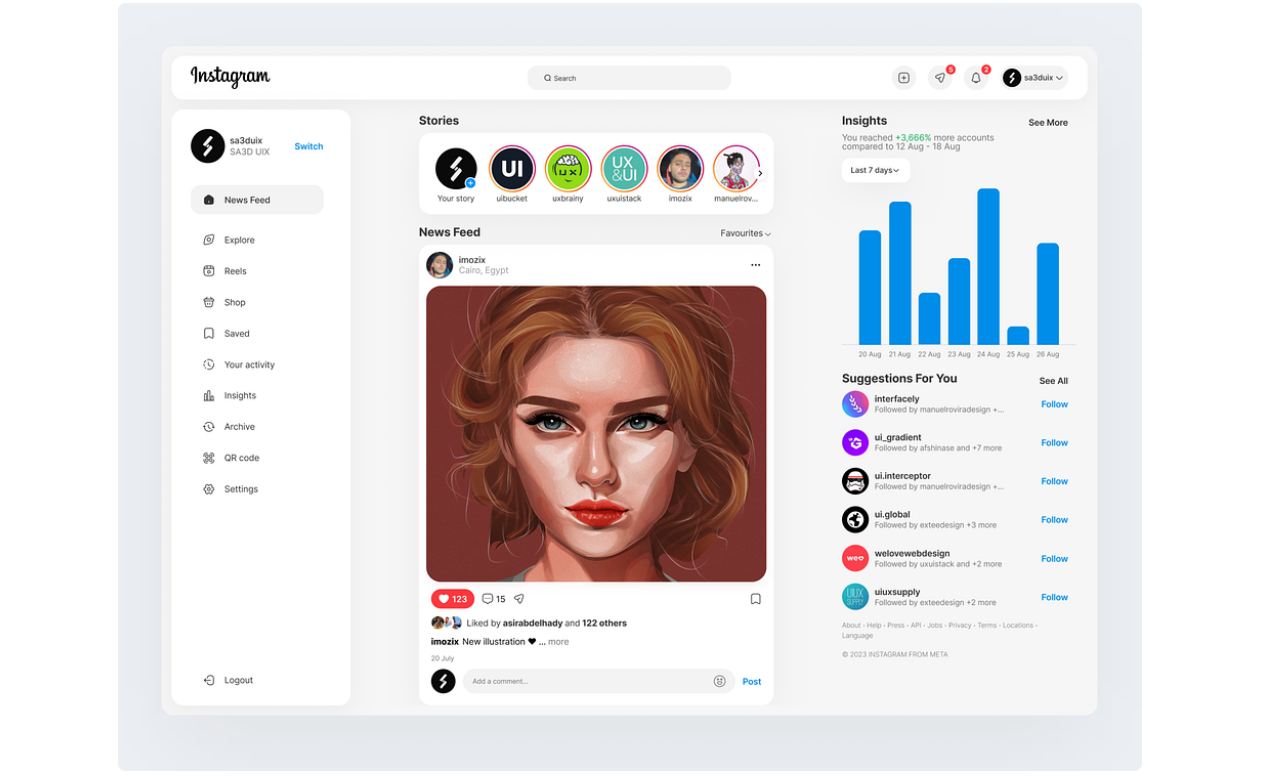 Instagram
Search
5
2
sa3duix
sa3duix
SA3D UIX
Switch
News Feed
Explore
Reels
Shop
Saved
Your activity
Insights
Archive
QR code
Settings
Logout
Stories
UI
UX
UX
&UI
Your story
uibucket
uxbrainy
uxuistack
imozix
manuelrov...
News Feed
Favourites
imozix
Cairo, Egypt
123
15
Liked by asirabdelhady and 122 others
imozix New illustration ❤ ... more
20 July
Add a comment...
Post
Insights
See More
You reached +3,666% more accounts
compared to 12 Aug - 18 Aug
Last 7 days
20 Aug
21 Aug
22 Aug
23 Aug
24 Aug
25 Aug
26 Aug
Suggestions For You
See All
interfacely
Followed by manuelroviradesign +...
Follow
ui_gradient
Followed by afshinase and +7 more
Follow
ui.interceptor
Followed by manuelroviradesign +...
Follow
ui.global
Followed by exteedesign +3 more
Follow
welovewebdesign
Followed by uxuistack and +2 more
Follow
UIUX
SUPPLY
uiuxsupply
Followed by exteedesign +2 more
Follow
About - Help - Press - API - Jobs - Privacy - Terms - Locations -
Language
© 2023 INSTAGRAM FROM META